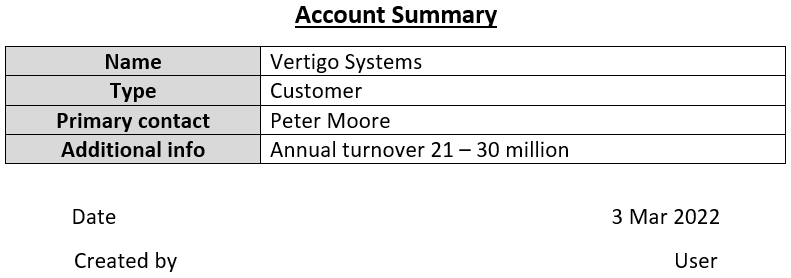 Account Summary
Name Vertigo Systems
Type Customer
Primary contact Peter Moore
Additional info Annual turnover 21 – 30 million
Date 3 Mar 2022
Created by User